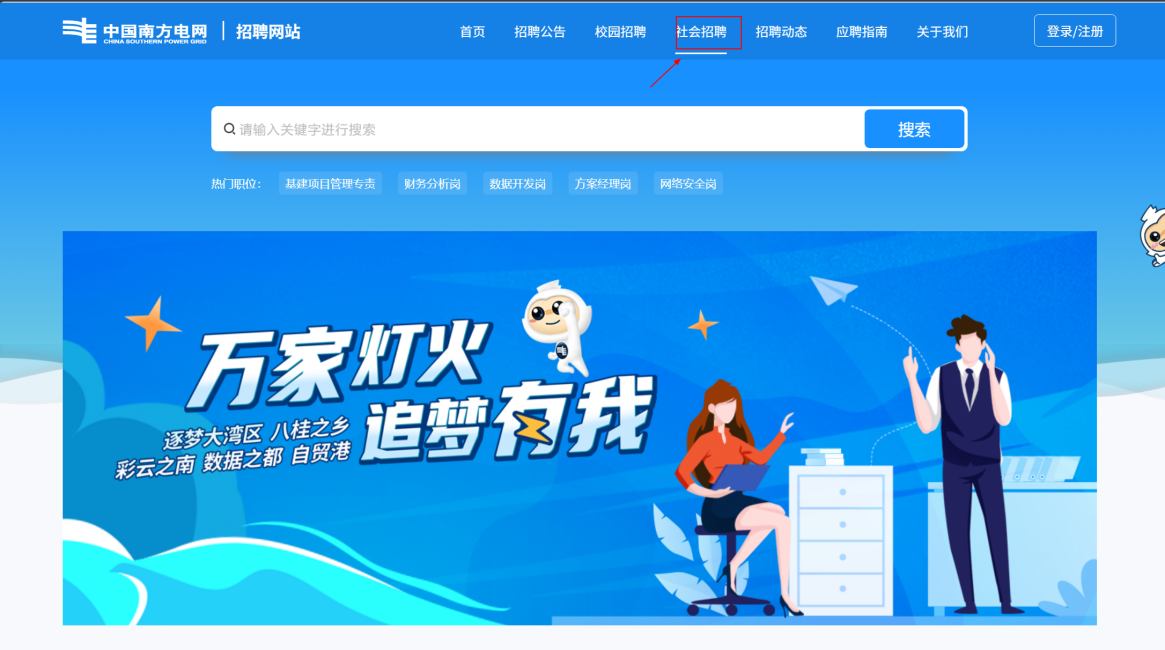 中国南方电网
CHINA SOUTHERN POWER GRID
招聘网站
首页 招聘公告 校园招聘 社会招聘 招聘动态 应聘指南 关于我们
登录/注册
请输入关键字进行搜索
搜索
热门职位: 基建项目管理专责 财务分析岗 数据开发岗 方案经理岗 网络安全岗
万家灯火
追梦有我
逐梦大湾区 八桂之乡
彩云之南 数据之都 自贸港